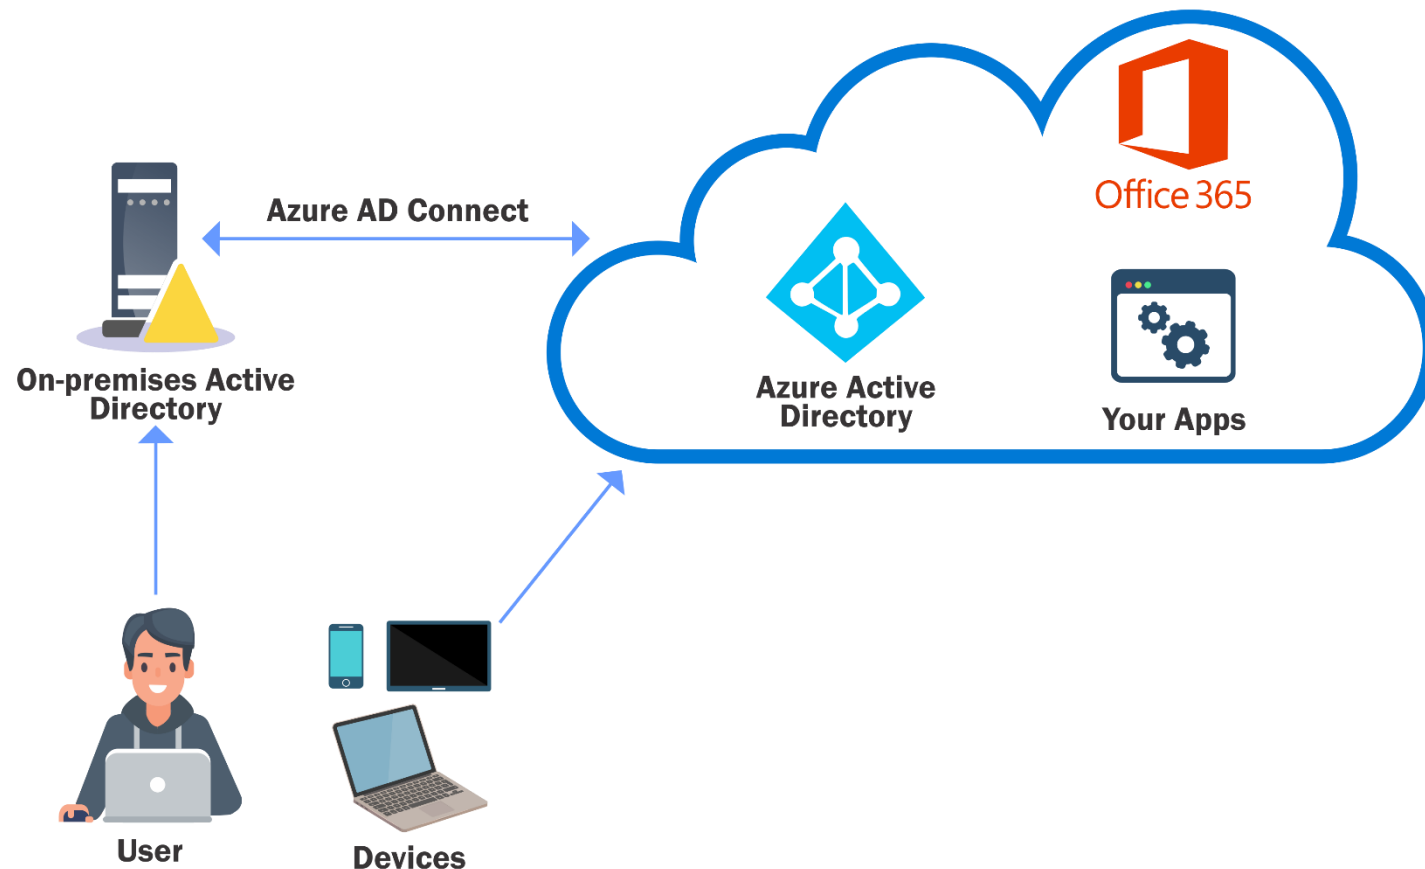 Office 365
Azure AD Connect
On-premises Active
Directory
Azure Active
Directory
Your Apps
User
Devices